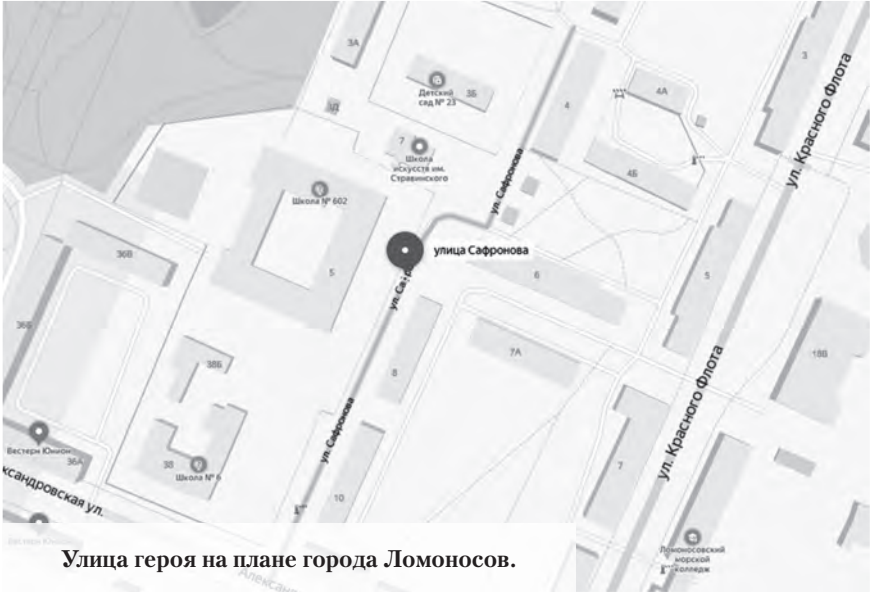 3А
3
Детский
сад № 23
3Б
4А
4
7
Школа
искусств им.
Стравинского
ул. Красного Флота
4Б
ул. Сафронова
Школа № 602
улица Сафронова
36В
5
ул. Сафронова
6
5
7А
18В
38Б
8
ул. Красного Флота
ул. Сафронова
Вестерн Юнион
36А
38
Школа № 6
ксандровская ул.
10
7
Ломоносовский
морской
колледж
Улица героя на плане города Ломоносов.